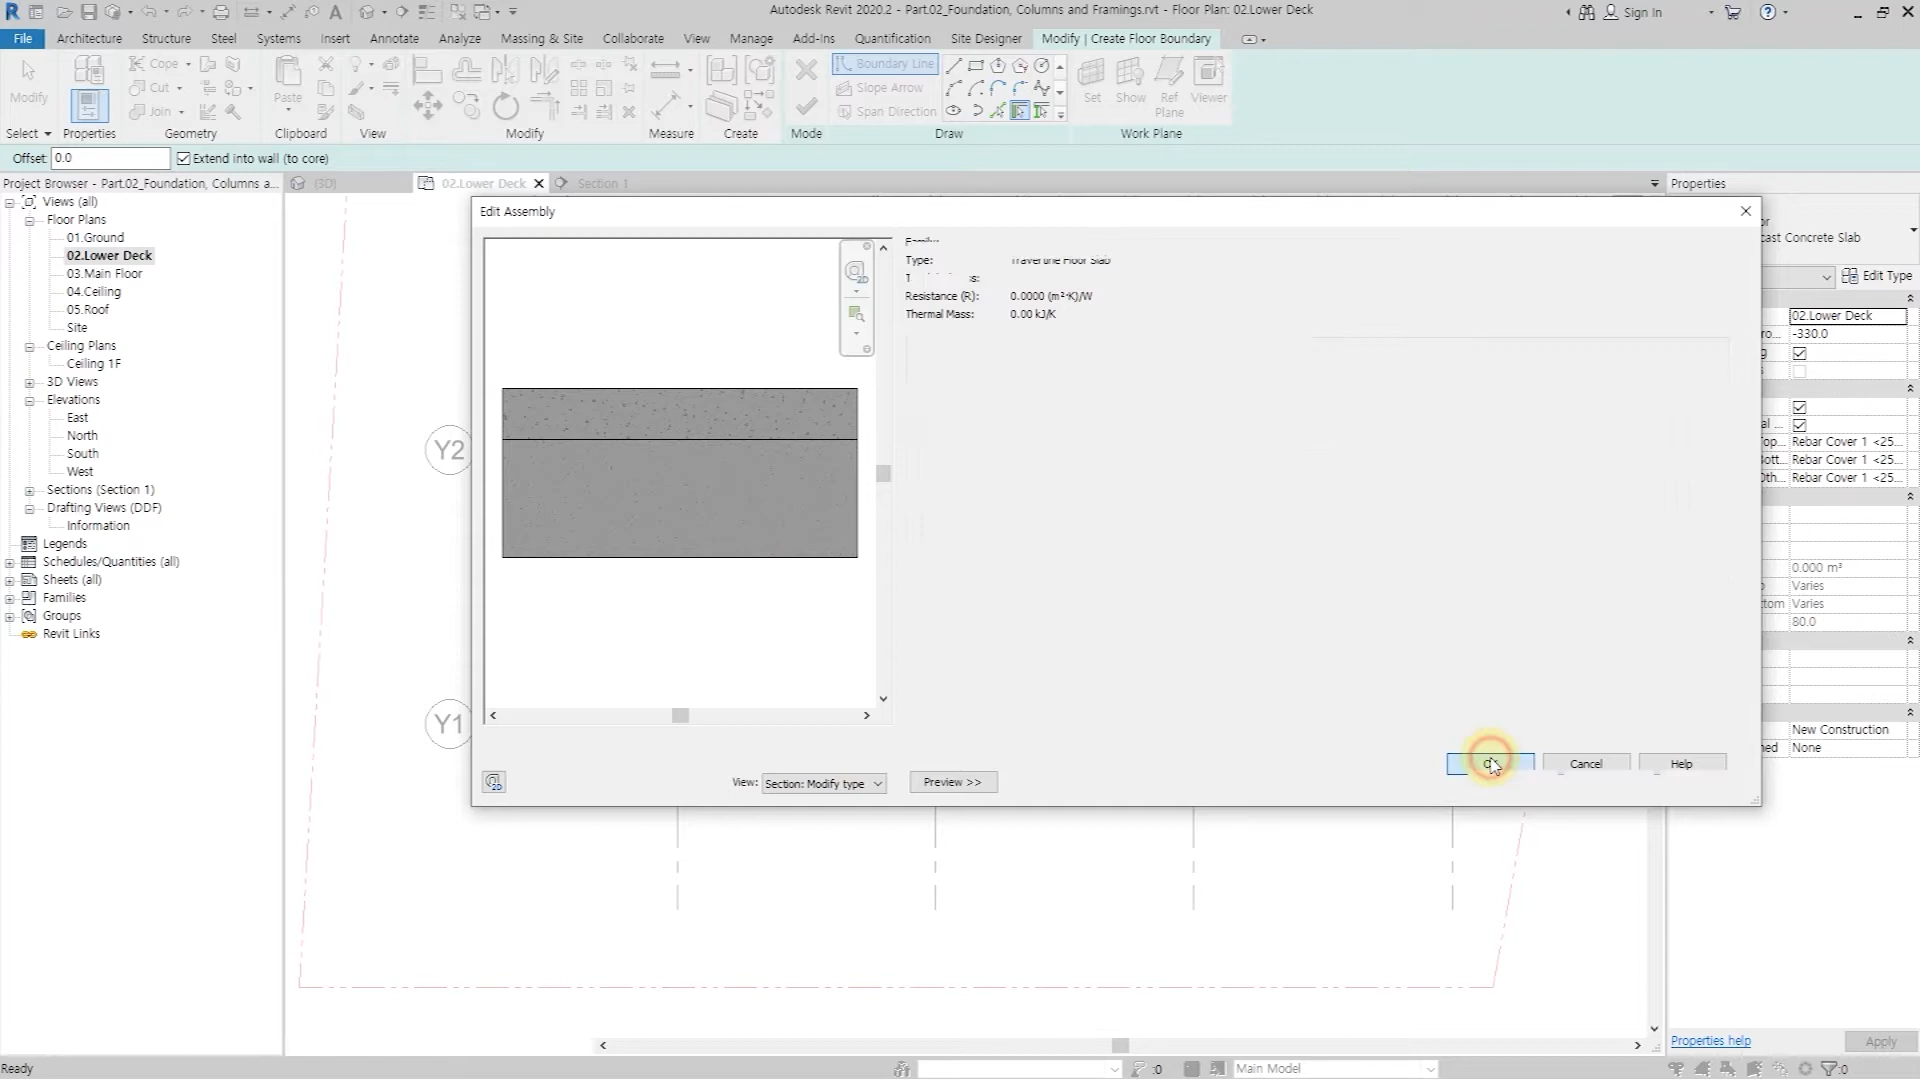 Autodesk Revit 2020.2 - Part.02_Foundation, Columns and Framings.rvt - Floor Plan: 02.Lower Deck
Sign In
File Architecture Structure Steel Systems Insert Annotate Analyze Massing & Site Collaborate View Manage Add-Ins Quantification Site Designer Modify | Create Floor Boundary
Cope
Boundary Line
Cut
Slope Arrow
Modify
Paste
Set Show Ref Plane Viewer
Join
Span Direction
Select Properties Geometry Clipboard View Modify Measure Create Mode Draw Work Plane
Offset: 0.0 Extend into wall (to core)
Project Browser - Part.02_Foundation, Columns a...
(3D) 02.Lower Deck Section 1
Properties
Views (all)
Floor Plans
01.Ground
02.Lower Deck
03.Main Floor
04.Ceiling
05.Roof
Site
Ceiling Plans
Ceiling 1F
3D Views
Elevations
East
North
South
West
Sections (Section 1)
Drafting Views (DDF)
Information
Legends
Schedules/Quantities (all)
Sheets (all)
Families
Groups
Revit Links
Y2
Y1
Edit Assembly
Type: Travertine Floor Slab
Resistance (R): 0.0000 (m²·K)/W
Thermal Mass: 0.00 kJ/K
2D
View: Section: Modify type
Preview >>
Cancel
Help
cast Concrete Slab
Edit Type
02.Lower Deck
-330.0
Rebar Cover 1 <25...
Rebar Cover 1 <25...
Rebar Cover 1 <25...
0.000 m³
Varies
Varies
80.0
New Construction
None
Properties help
Apply
Ready
:0
Main Model
:0